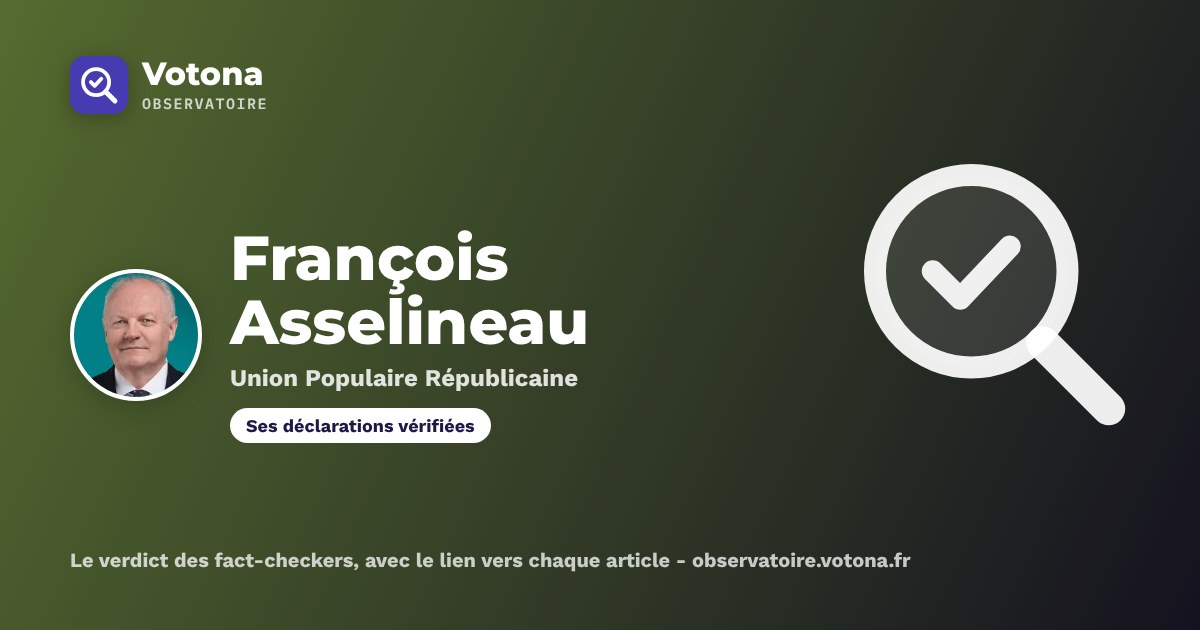 Votona
OBSERVATOIRE
François
Asselineau
Union Populaire Républicaine
Ses déclarations vérifiées
Le verdict des fact-checkers, avec le lien vers chaque article - observatoire.votona.fr